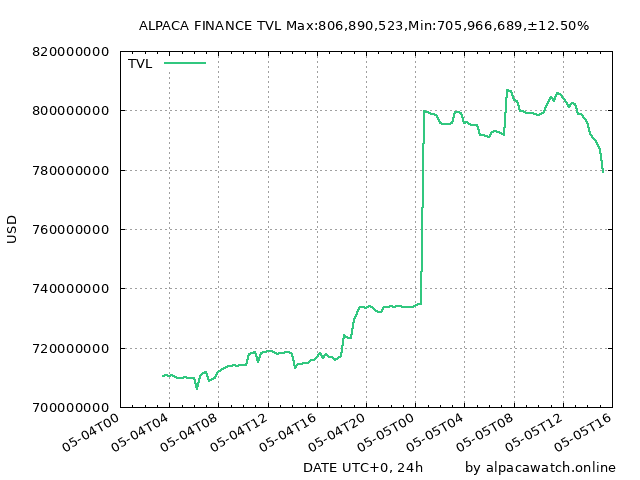 ALPACA FINANCE TVL Max:806,890,523,Min:705,966,689,±12.50%
820000000
TVL
800000000
780000000
760000000
USD
740000000
720000000
700000000
05-04T00
05-04T04
05-04T08
05-04T12
05-04T16
05-04T20
05-05T00
05-05T04
05-05T08
05-05T12
05-05T16
DATE UTC+0, 24h
by alpacawatch.online